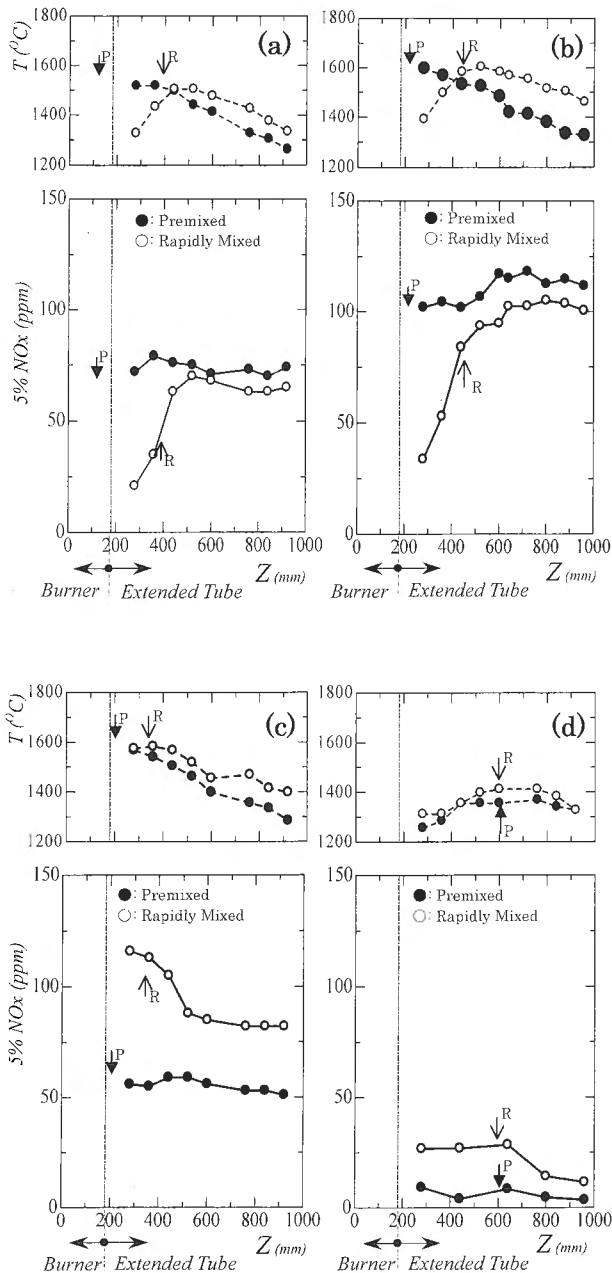 1800
1600
1400
1200
T (°C)
P
R
(a)
1800
1600
1400
1200
P
R
(b)
150
100
50
0
5% NOx (ppm)
●: Premixed
○: Rapidly Mixed
P
R
0 200 400 600 800 1000
Burner Extended Tube Z (mm)
150
100
50
0
●: Premixed
○: Rapidly Mixed
P
R
0 200 400 600 800 1000
Burner Extended Tube Z (mm)
1800
1600
1400
1200
T (°C)
P
R
(c)
1800
1600
1400
1200
R
P
(d)
150
100
50
0
5% NOx (ppm)
●: Premixed
○: Rapidly Mixed
R
P
0 200 400 600 800 1000
Burner Extended Tube Z (mm)
150
100
50
0
●: Premixed
○: Rapidly Mixed
R
P
0 200 400 600 800 1000
Burner Extended Tube Z (mm)